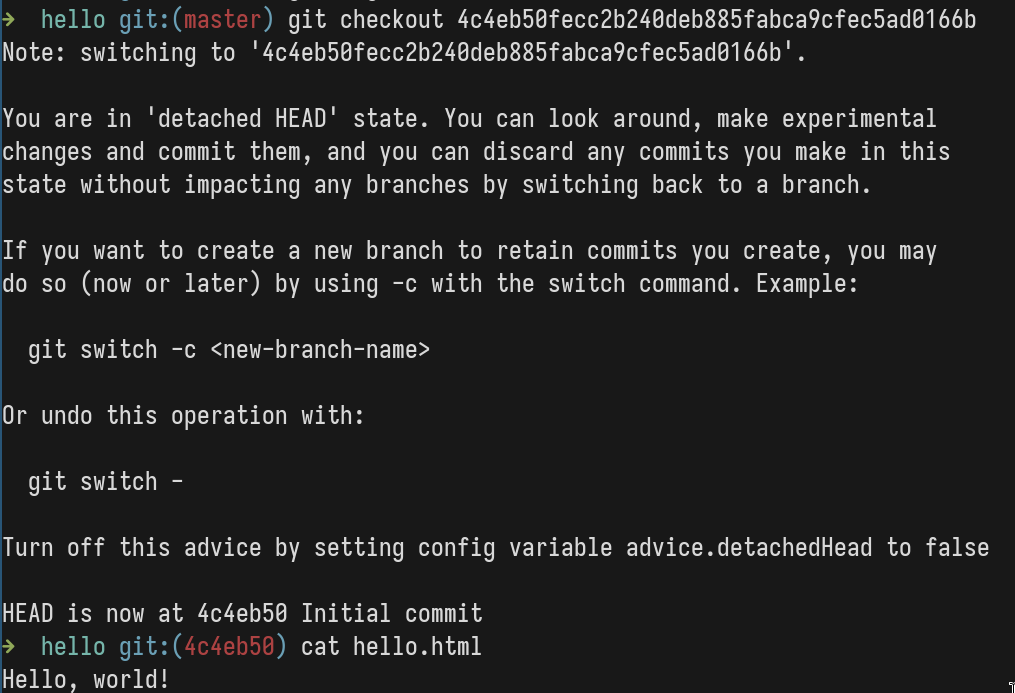 ➜  hello git:(master) git checkout 4c4eb50fecc2b240deb885fabca9cfec5ad0166b
Note: switching to '4c4eb50fecc2b240deb885fabca9cfec5ad0166b'.

You are in 'detached HEAD' state. You can look around, make experimental
changes and commit them, and you can discard any commits you make in this
state without impacting any branches by switching back to a branch.

If you want to create a new branch to retain commits you create, you may
do so (now or later) by using -c with the switch command. Example:

  git switch -c <new-branch-name>

Or undo this operation with:

  git switch -

Turn off this advice by setting config variable advice.detachedHead to false

HEAD is now at 4c4eb50 Initial commit
➜  hello git:(4c4eb50) cat hello.html
Hello, world!